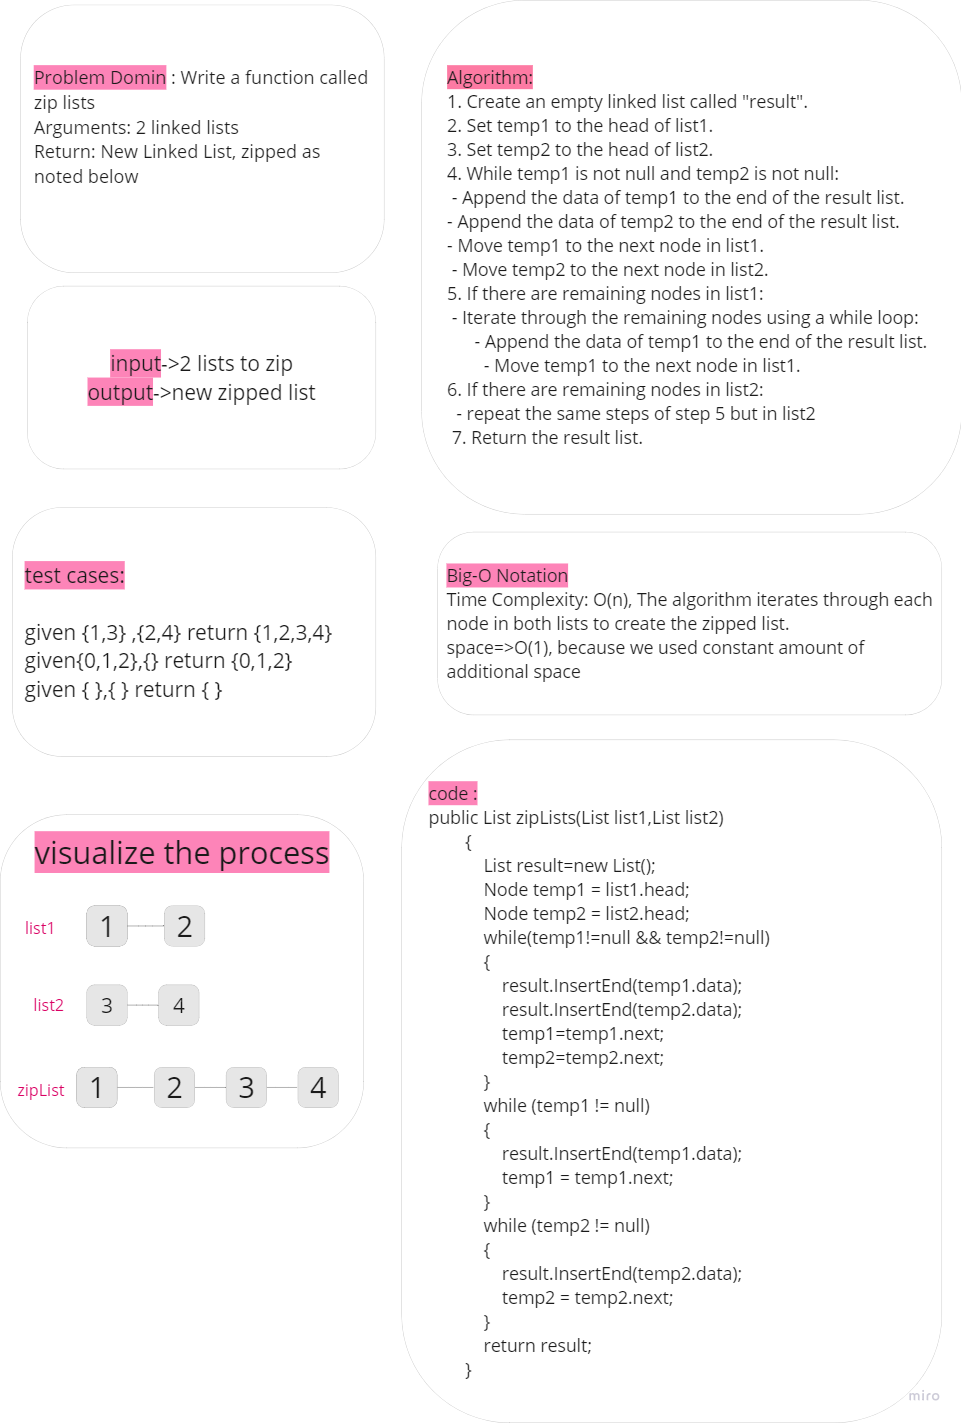 Problem Domin : Write a function called
zip lists
Arguments: 2 linked lists
Return: New Linked List, zipped as
noted below
input->2 lists to zip
output->new zipped list
test cases:
given {1,3} ,{2,4} return {1,2,3,4}
given{0,1,2},{} return {0,1,2}
given { },{ } return { }
visualize the process
list1 1 2
list2 3 4
zipList 1 2 3 4
Algorithm:
1. Create an empty linked list called "result".
2. Set temp1 to the head of list1.
3. Set temp2 to the head of list2.
4. While temp1 is not null and temp2 is not null:
- Append the data of temp1 to the end of the result list.
- Append the data of temp2 to the end of the result list.
- Move temp1 to the next node in list1.
- Move temp2 to the next node in list2.
5. If there are remaining nodes in list1:
- Iterate through the remaining nodes using a while loop:
- Append the data of temp1 to the end of the result list.
- Move temp1 to the next node in list1.
6. If there are remaining nodes in list2:
- repeat the same steps of step 5 but in list2
7. Return the result list.
Big-O Notation
Time Complexity: O(n), The algorithm iterates through each
node in both lists to create the zipped list.
space=>O(1), because we used constant amount of
additional space
code :
public List zipLists(List list1,List list2)
{
List result=new List();
Node temp1 = list1.head;
Node temp2 = list2.head;
while(temp1!=null && temp2!=null)
{
result.InsertEnd(temp1.data);
result.InsertEnd(temp2.data);
temp1=temp1.next;
temp2=temp2.next;
}
while (temp1 != null)
{
result.InsertEnd(temp1.data);
temp1 = temp1.next;
}
while (temp2 != null)
{
result.InsertEnd(temp2.data);
temp2 = temp2.next;
}
return result;
}
miro